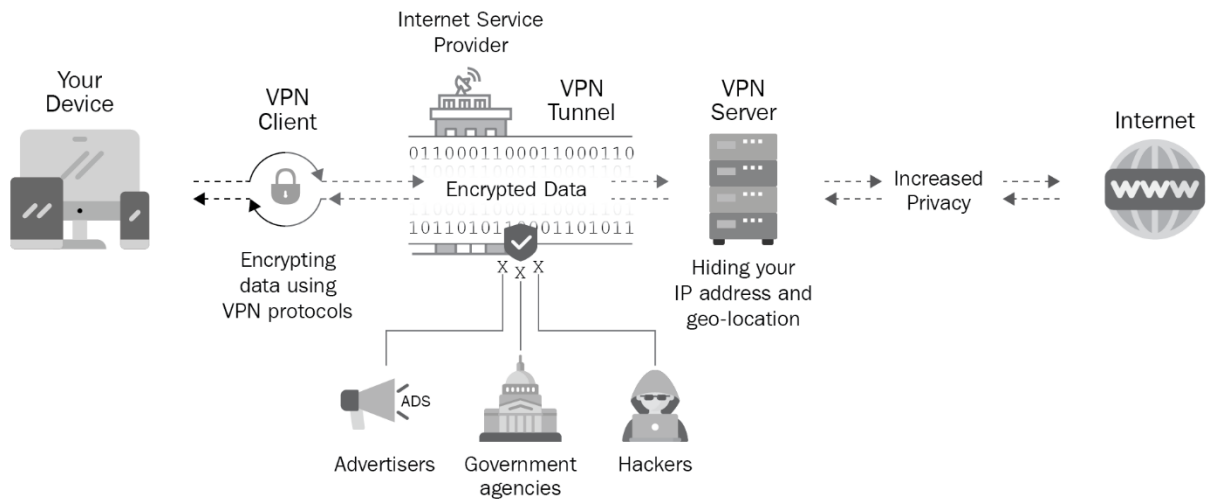 Internet Service
Provider
Your
Device
VPN
Client
VPN
Tunnel
VPN
Server
Internet
011000110001100011000110
Encrypted Data
Increased
Privacy
WWW
Encrypting
data using
VPN protocols
X X X
Hiding your
IP address and
geo-location
ADS
Advertisers
Government
agencies
Hackers